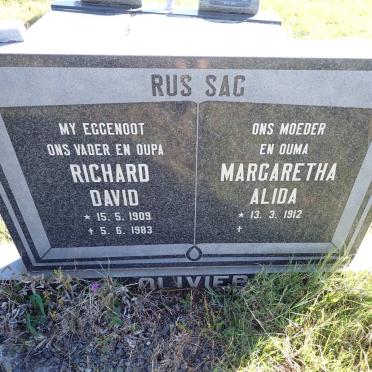 RUS SAG
MY EGGENOOT
ONS VADER EN OUPA
RICHARD
DAVID
* 15. 5. 1909
+ 5. 6. 1983
ONS MOEDER
EN OUMA
MARGARETHA
ALIDA
* 13. 3. 1912
+
OLIVIER